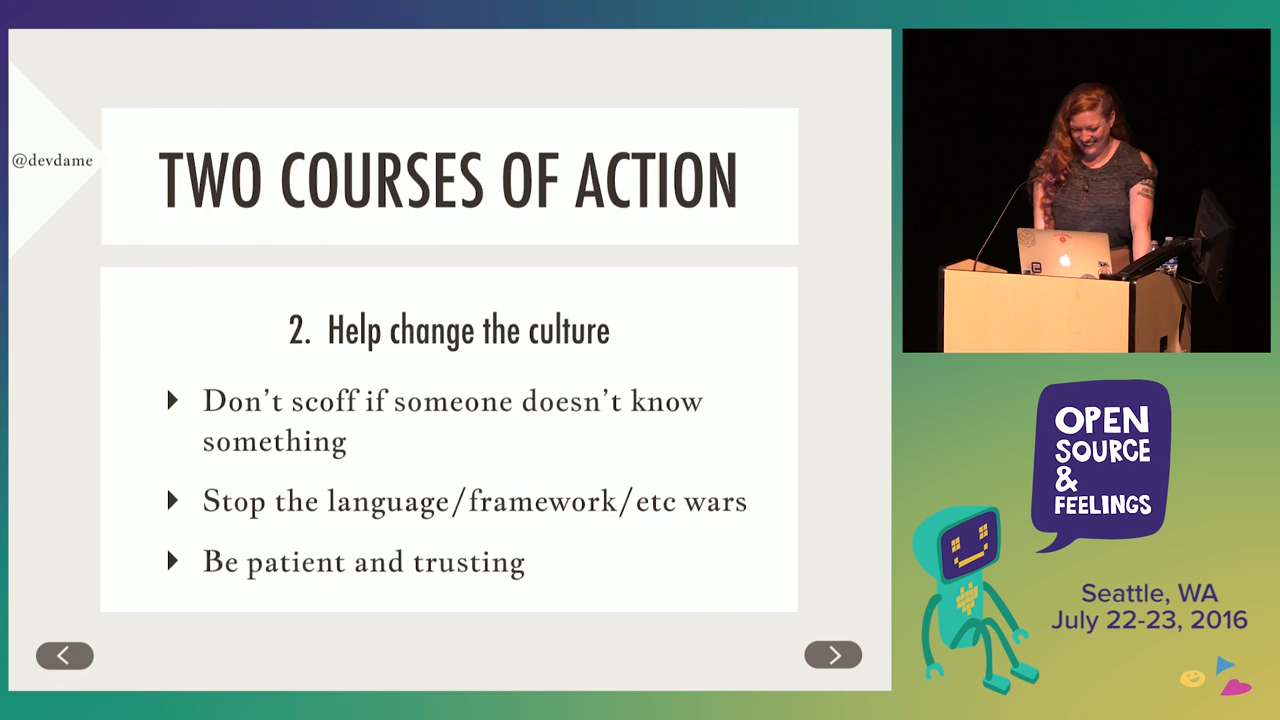 @devdame
TWO COURSES OF ACTION
2. Help change the culture
Don't scoff if someone doesn't know
something
Stop the language/framework/etc wars
Be patient and trusting
OPEN
SOURCE
&
FEELINGS
Seattle, WA
July 22-23, 2016